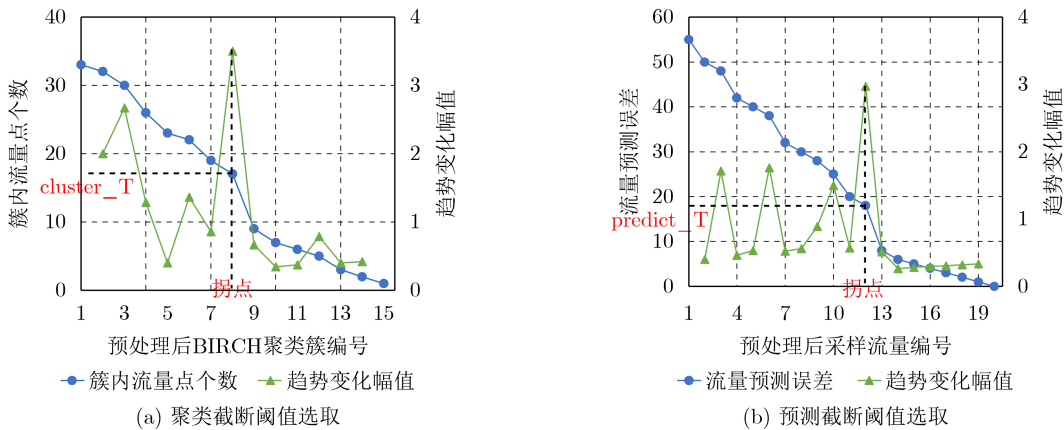 40
30
20
10
0
4
3
2
1
0
簇内流量点个数
趋势变化幅值
cluster_T
拐点
1 3 5 7 9 11 13 15
预处理后BIRCH聚类簇编号
簇内流量点个数 趋势变化幅值
(a) 聚类截断阈值选取
60
50
40
30
20
10
0
4
3
2
1
0
流量预测误差
趋势变化幅值
predict_T
拐点
1 4 7 10 13 16 19
预处理后采样流量编号
流量预测误差 趋势变化幅值
(b) 预测截断阈值选取